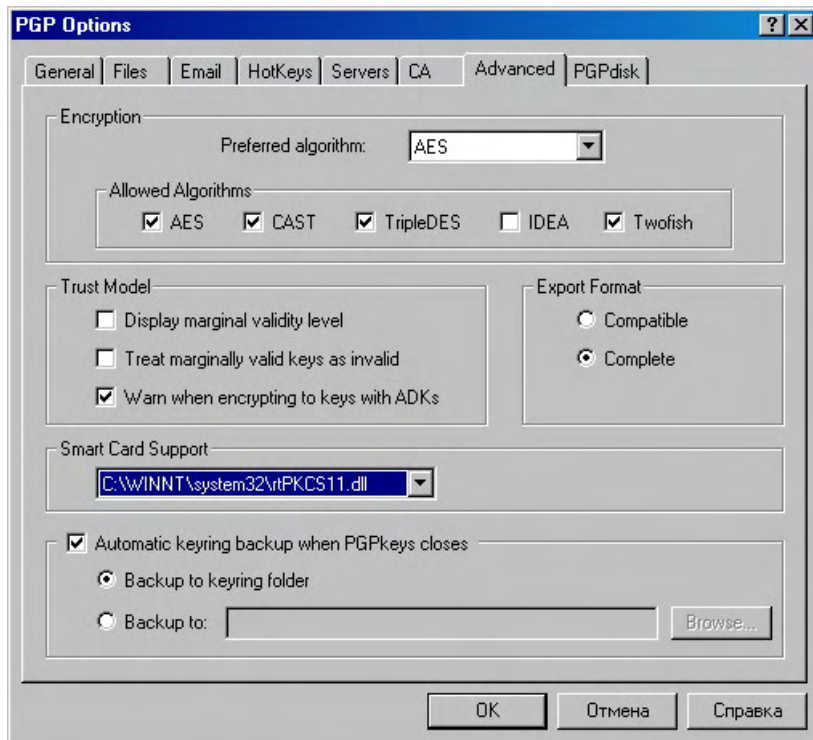 PGP Options
General Files Email HotKeys Servers CA Advanced PGPdisk
Encryption
Preferred algorithm: AES
Allowed Algorithms
AES CAST TripleDES IDEA Twofish
Trust Model
Display marginal validity level
Treat marginally valid keys as invalid
Warn when encrypting to keys with ADKs
Export Format
Compatible
Complete
Smart Card Support
C:\WINNT\system32\rtPKCS11.dll
Automatic keyring backup when PGPkeys closes
Backup to keyring folder
Backup to: Browse...
OK Отмена Справка